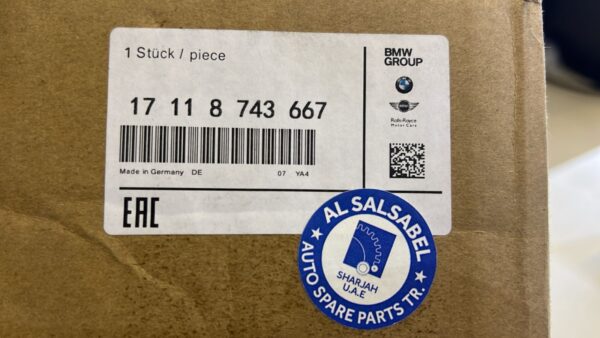 1 Stück / piece
BMW
GROUP
17 11 8 743 667
Rolls-Royce
Motor Cars
Made in Germany DE 07 YA4
EAC
AL SALSABEL
SHARJAH
U.A.E
AUTO SPARE PARTS TR.